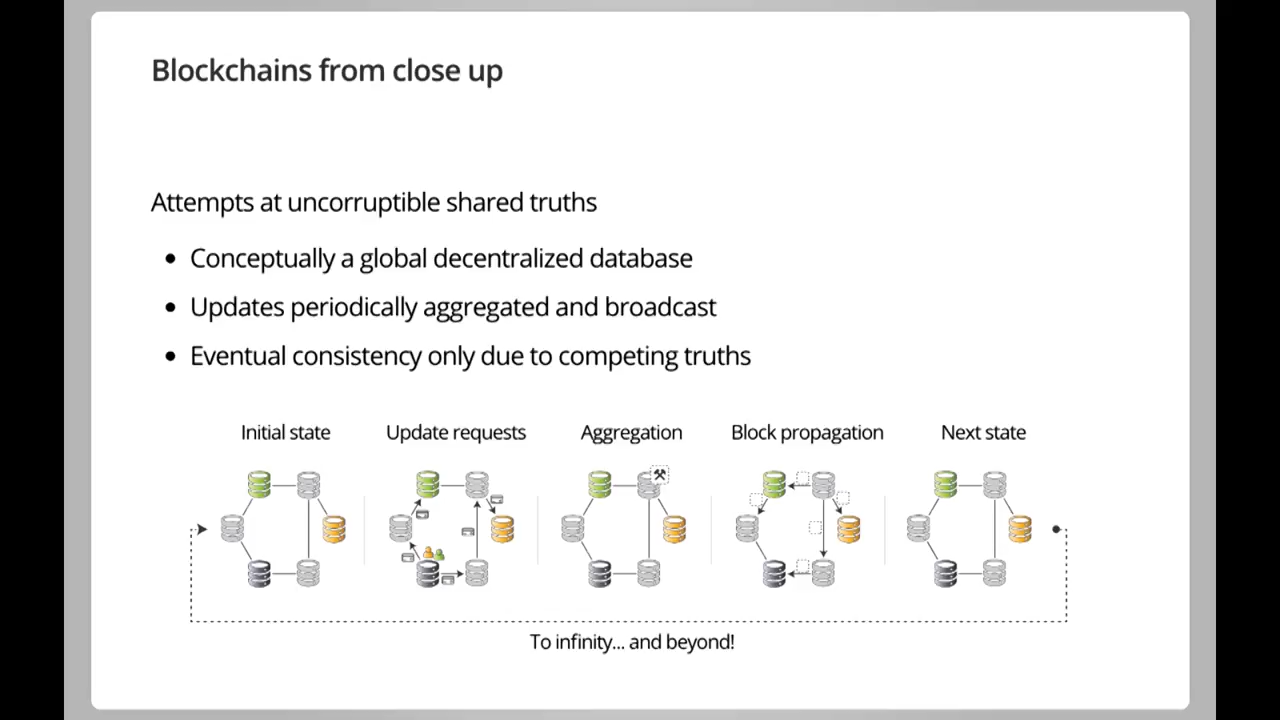 Blockchains from close up
Attempts at uncorruptible shared truths
Conceptually a global decentralized database
Updates periodically aggregated and broadcast
Eventual consistency only due to competing truths
Initial state
Update requests
Aggregation
Block propagation
Next state
To infinity... and beyond!